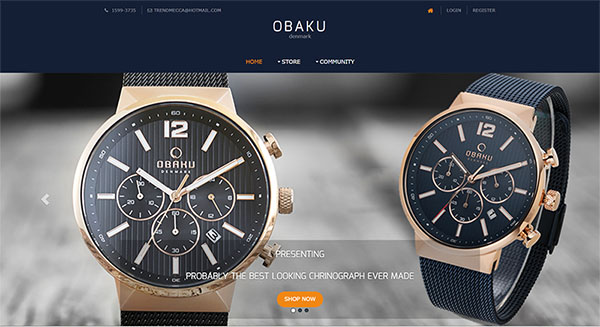 1599-3735
TRENDMECCA@HOTMAIL.COM
LOGIN
REGISTER
OBAKU
denmark
HOME
• STORE
• COMMUNITY
12
OBAKU
DENMARK
12
OBAKU
DENMARK
PRESENTING
PROBABLY THE BEST LOOKING CHRINOGRAPH EVER MADE
SHOP NOW